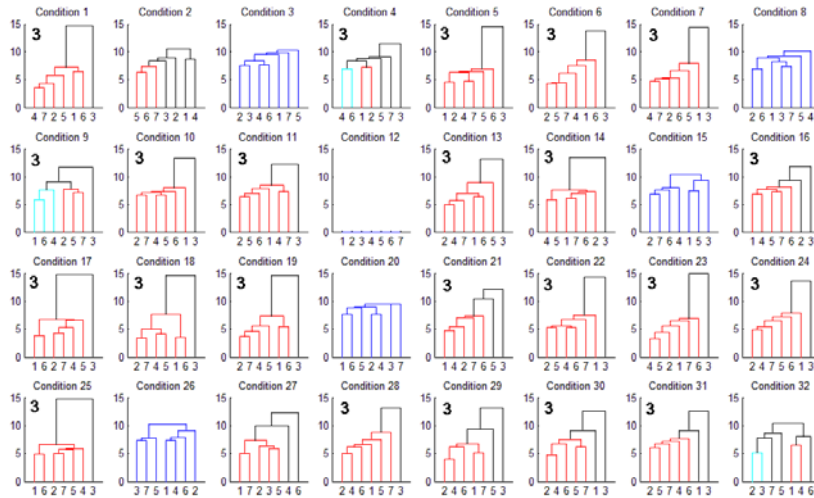 Condition 1
15
3
10
5
0
4 7 2 5 1 6 3
Condition 2
15
10
5
0
5 6 7 3 2 1 4
Condition 3
15
10
5
0
2 3 4 6 1 7 5
Condition 4
15
3
10
5
0
4 6 1 2 5 7 3
Condition 5
15
3
10
5
0
1 2 4 7 5 6 3
Condition 6
15
3
10
5
0
2 4 5 7 1 6 3
Condition 7
15
3
10
5
0
4 7 2 6 5 1 3
Condition 8
15
10
5
0
2 6 1 3 7 5 4
Condition 9
15
3
10
5
0
1 6 4 2 5 7 3
Condition 10
15
3
10
5
0
2 7 4 5 6 1 3
Condition 11
15
3
10
5
0
2 5 6 1 4 7 3
Condition 12
15
10
5
0
1 2 3 4 5 6 7
Condition 13
15
3
10
5
0
2 4 7 1 6 5 3
Condition 14
15
3
10
5
0
4 5 1 7 6 2 3
Condition 15
15
10
5
0
2 7 6 4 1 5 3
Condition 16
15
3
10
5
0
1 4 5 7 6 2 3
Condition 17
15
3
10
5
0
1 6 2 7 4 5 3
Condition 18
15
3
10
5
0
2 7 4 5 1 6 3
Condition 19
15
3
10
5
0
2 7 4 5 1 6 3
Condition 20
15
10
5
0
1 6 2 5 4 3 7
Condition 21
15
3
10
5
0
1 4 2 7 6 5 3
Condition 22
15
3
10
5
0
2 5 4 6 7 1 3
Condition 23
15
3
10
5
0
4 5 2 1 7 6 3
Condition 24
15
3
10
5
0
2 4 5 1 7 6 3
Condition 25
15
3
10
5
0
1 6 2 7 5 4 3
Condition 26
15
10
5
0
3 7 5 1 4 6 2
Condition 27
15
10
5
0
1 7 2 3 5 4 6
Condition 28
15
3
10
5
0
2 5 1 6 4 7 3
Condition 29
15
3
10
5
0
2 4 1 6 7 5 3
Condition 30
15
3
10
5
0
2 4 5 6 7 1 3
Condition 31
15
3
10
5
0
2 5 7 4 6 1 3
Condition 32
15
10
5
0
2 3 7 5 1 4 6